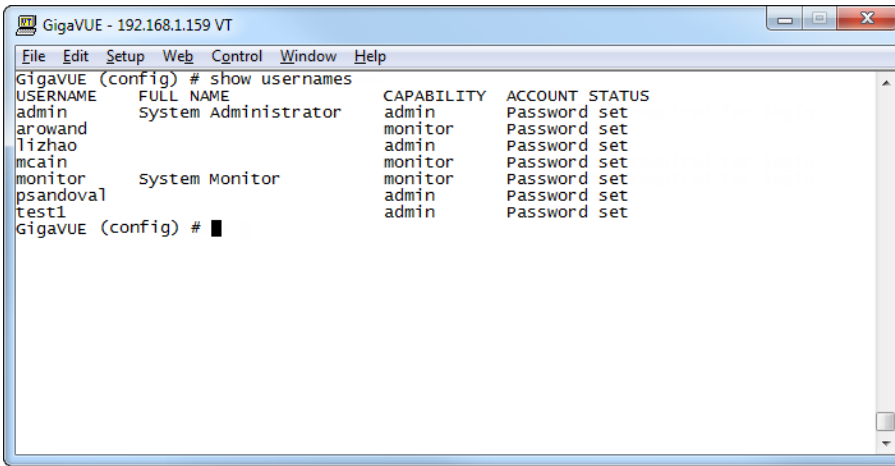 GigaVUE - 192.168.1.159 VT
File Edit Setup Web Control Window Help
GigaVUE (config) # show usernames
USERNAME FULL NAME CAPABILITY ACCOUNT STATUS
admin System Administrator admin Password set
arowand monitor Password set
lizhao admin Password set
mcain monitor Password set
monitor System Monitor monitor Password set
psandoval admin Password set
test1 admin Password set
GigaVUE (config) #